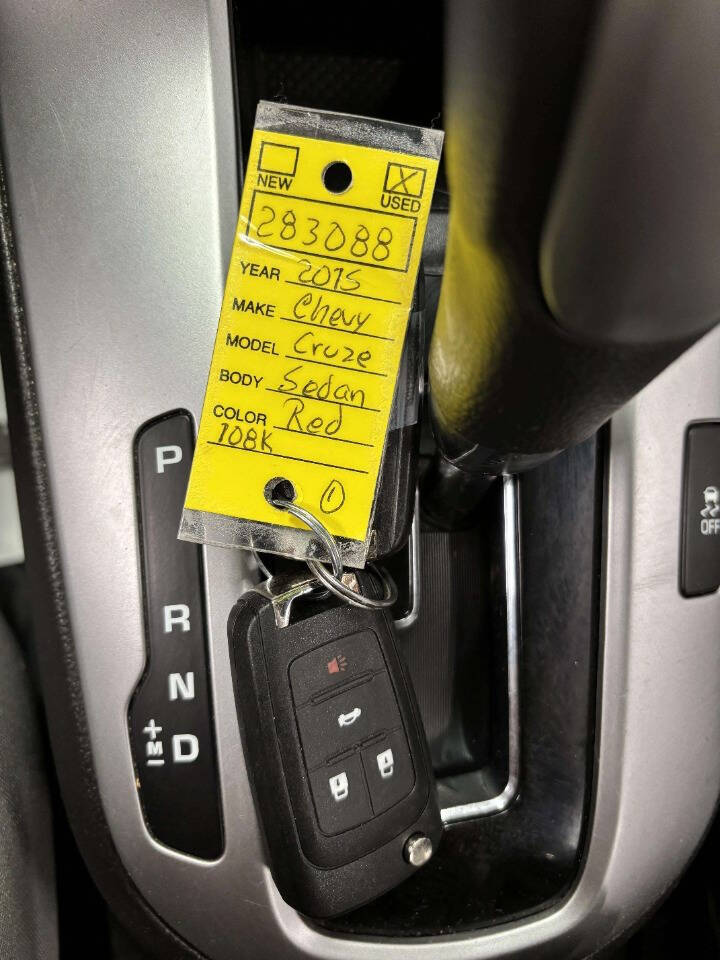 NEW X USED
283088
YEAR 2015
MAKE Chevy
MODEL Cruze
BODY Sedan
COLOR Red
108K
1
P
R
N
+
M D
-
OFF